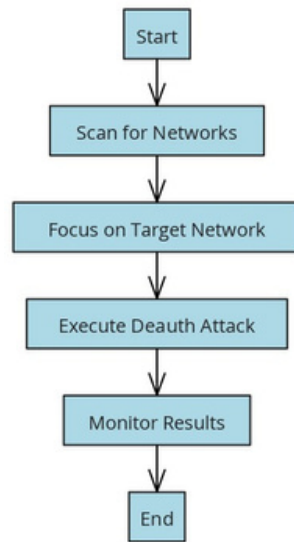 Start
Scan for Networks
Focus on Target Network
Execute Deauth Attack
Monitor Results
End